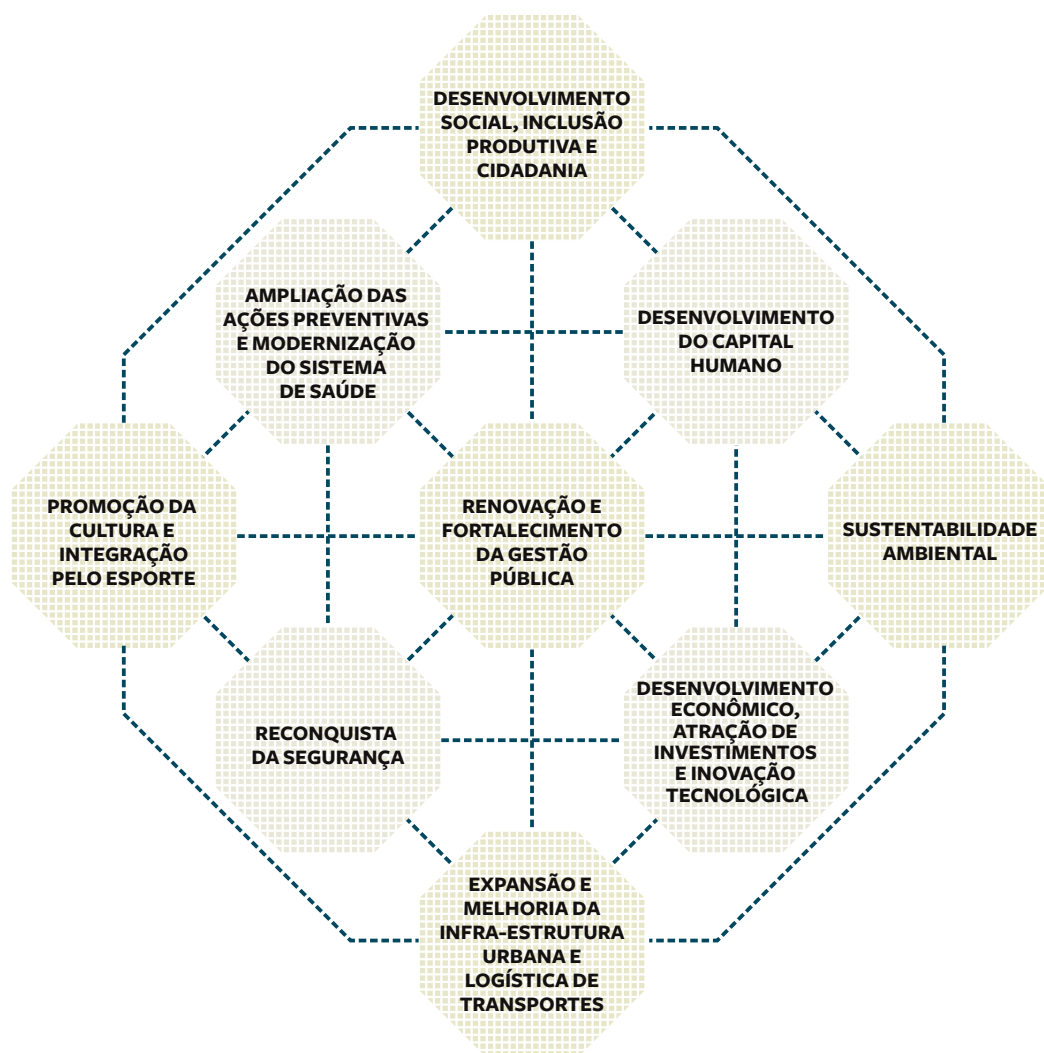 DESENVOLVIMENTO
SOCIAL, INCLUSÃO
PRODUTIVA E
CIDADANIA
AMPLIAÇÃO DAS
AÇÕES PREVENTIVAS
E MODERNIZAÇÃO
DO SISTEMA
DE SAÚDE
DESENVOLVIMENTO
DO CAPITAL
HUMANO
PROMOÇÃO DA
CULTURA E
INTEGRAÇÃO
PELO ESPORTE
RENOVAÇÃO E
FORTALECIMENTO
DA GESTÃO
PÚBLICA
SUSTENTABILIDADE
AMBIENTAL
RECONQUISTA
DA SEGURANÇA
DESENVOLVIMENTO
ECONÔMICO,
ATRAÇÃO DE
INVESTIMENTOS
E INOVAÇÃO
TECNOLÓGICA
EXPANSÃO E
MELHORIA DA
INFRA-ESTRUTURA
URBANA E
LOGÍSTICA DE
TRANSPORTES